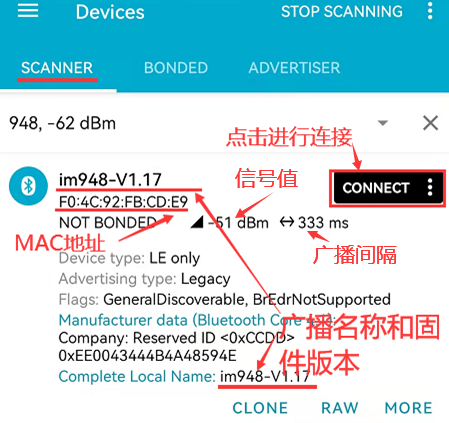 Devices
STOP SCANNING
SCANNER
BONDED
ADVERTISER
948, -62 dBm
点击进行连接
im948-V1.17
信号值
CONNECT
F0:4C:92:FB:CD:E9
NOT BONDED
-51 dBm
333 ms
MAC地址
广播间隔
Device type: LE only
Advertising type: Legacy
Flags: GeneralDiscoverable, BrEdrNotSupported
Manufacturer data (Bluetooth Core
广播名称和固
件版本
Company: Reserved ID <0xCCDD>
0xEE0043444B4A48594E
Complete Local Name: im948-V1.17
CLONE
RAW
MORE